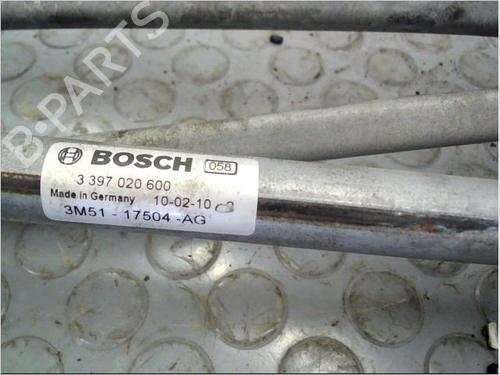 B-PARTS
BOSCH 058
3 397 020 600
Made in Germany 10-02-10
3M51 - 17504 -AG